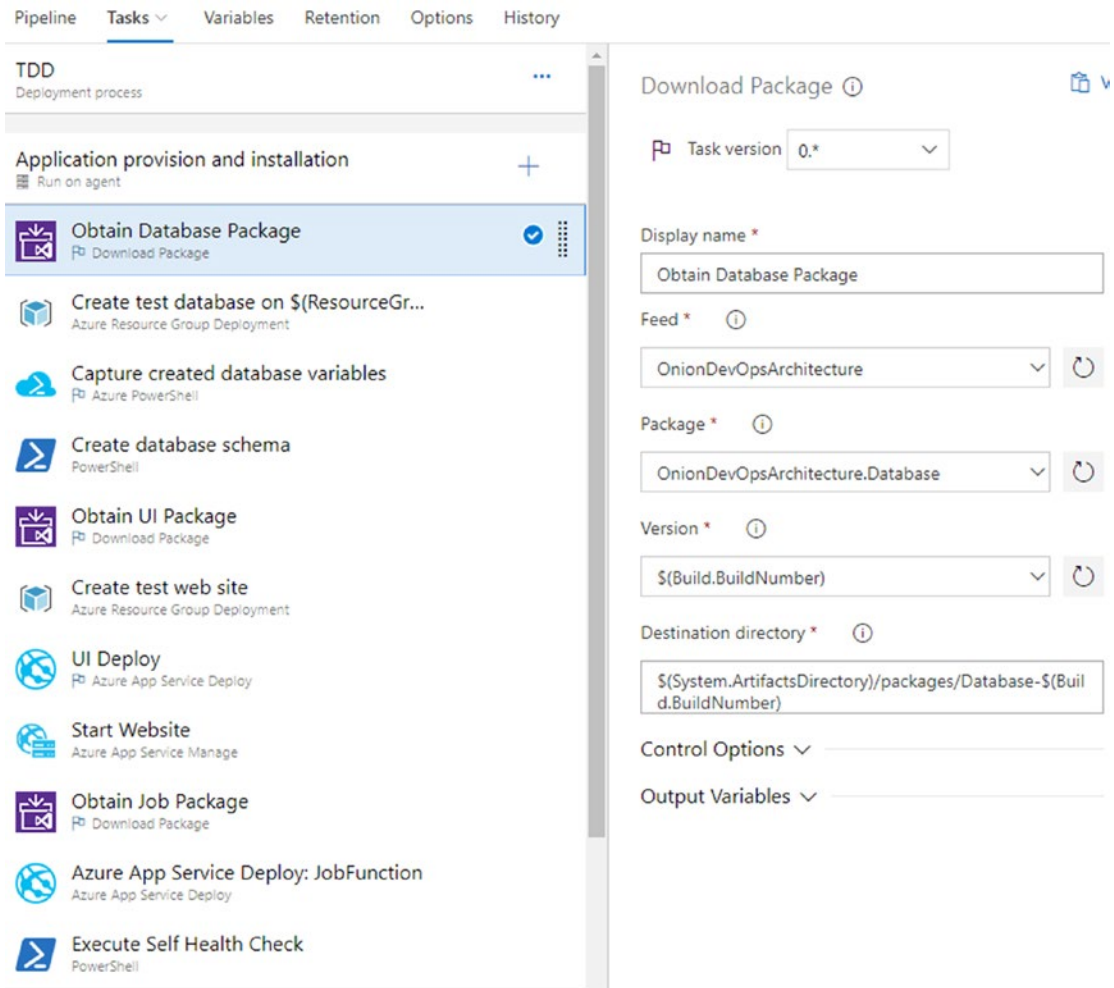 Pipeline Tasks Variables Retention Options History
TDD
Deployment process
Application provision and installation
Run on agent
Obtain Database Package
Download Package
Create test database on $(ResourceGr...
Azure Resource Group Deployment
Capture created database variables
Azure PowerShell
Create database schema
PowerShell
Obtain UI Package
Download Package
Create test web site
Azure Resource Group Deployment
UI Deploy
Azure App Service Deploy
Start Website
Azure App Service Manage
Obtain Job Package
Download Package
Azure App Service Deploy: JobFunction
Azure App Service Deploy
Execute Self Health Check
PowerShell
Download Package
Task version 0.*
Display name *
Obtain Database Package
Feed *
OnionDevOpsArchitecture
Package *
OnionDevOpsArchitecture.Database
Version *
$(Build.BuildNumber)
Destination directory *
$(System.ArtifactsDirectory)/packages/Database-$(Buil
d.BuildNumber)
Control Options
Output Variables